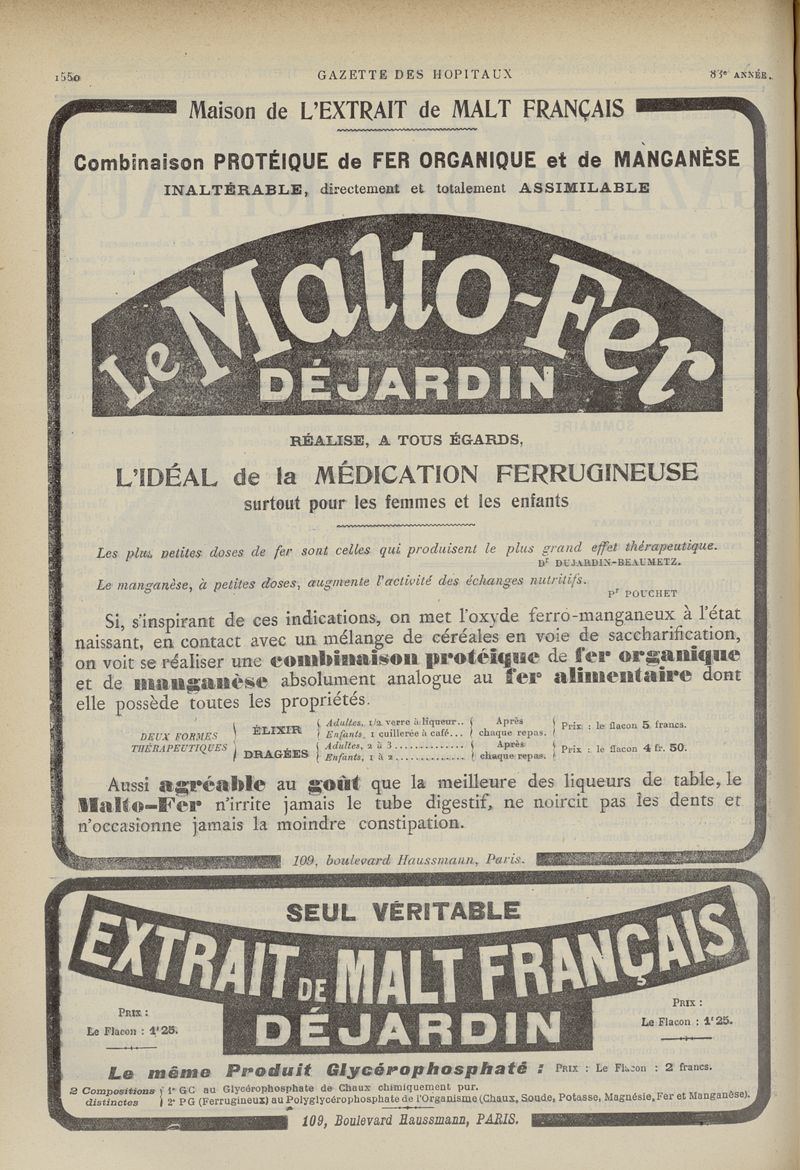 1550
GAZETTE DES HOPITAUX
83e ANNÉE.
Maison de L'EXTRAIT de MALT FRANÇAIS
Combinaison PROTÉIQUE de FER ORGANIQUE et de MANGANÈSE
INALTÉRABLE, directement et totalement ASSIMILABLE
Le Malto-Fer
DÉJARDIN
RÉALISE, A TOUS ÉGARDS,
L'IDÉAL de la MÉDICATION FERRUGINEUSE
surtout pour les femmes et les enfants
Les plus petites doses de fer sont celles qui produisent le plus grand effet thérapeutique.
Dr DUJARDIN-BEAUMETZ.
Le manganèse, à petites doses, augmente l'activité des échanges nutritifs.
Pr POUCHET
Si, s'inspirant de ces indications, on met l'oxyde ferro-manganeux à l'état
naissant, en contact avec un mélange de céréales en voie de saccharification,
on voit se réaliser une combinaison protéique de fer organique
et de manganèse absolument analogue au fer alimentaire dont
elle possède toutes les propriétés.
DEUX FORMES
THÉRAPEUTIQUES
ÉLIXIR
Adultes, 1/2 verre à liqueur..
Enfants, 1 cuillerée à café...
Après
chaque repas.
Prix : le flacon 5 francs.
DRAGÉES
Adultes, 2 à 3..............
Enfants, 1 à 2..............
Après
chaque repas.
Prix : le flacon 4 fr. 50.
Aussi agréable au goût que la meilleure des liqueurs de table, le
Malto-Fer n'irrite jamais le tube digestif, ne noircit pas les dents et
n'occasionne jamais la moindre constipation.
109, boulevard Haussmann, Paris.
SEUL VÉRITABLE
EXTRAIT DE MALT FRANÇAIS
DÉJARDIN
PRIX :
Le Flacon : 1f25.
PRIX :
Le Flacon : 1f25.
Le même Produit Glycérophosphaté : PRIX : Le Flacon : 2 francs.
2 Compositions
distinctes
1° GC au Glycérophosphate de Chaux chimiquement pur.
2° PG (Ferrugineux) au Polyglycérophosphate de l'Organisme (Chaux, Soude, Potasse, Magnésie, Fer et Manganèse).
109, Boulevard Haussmann, PARIS.